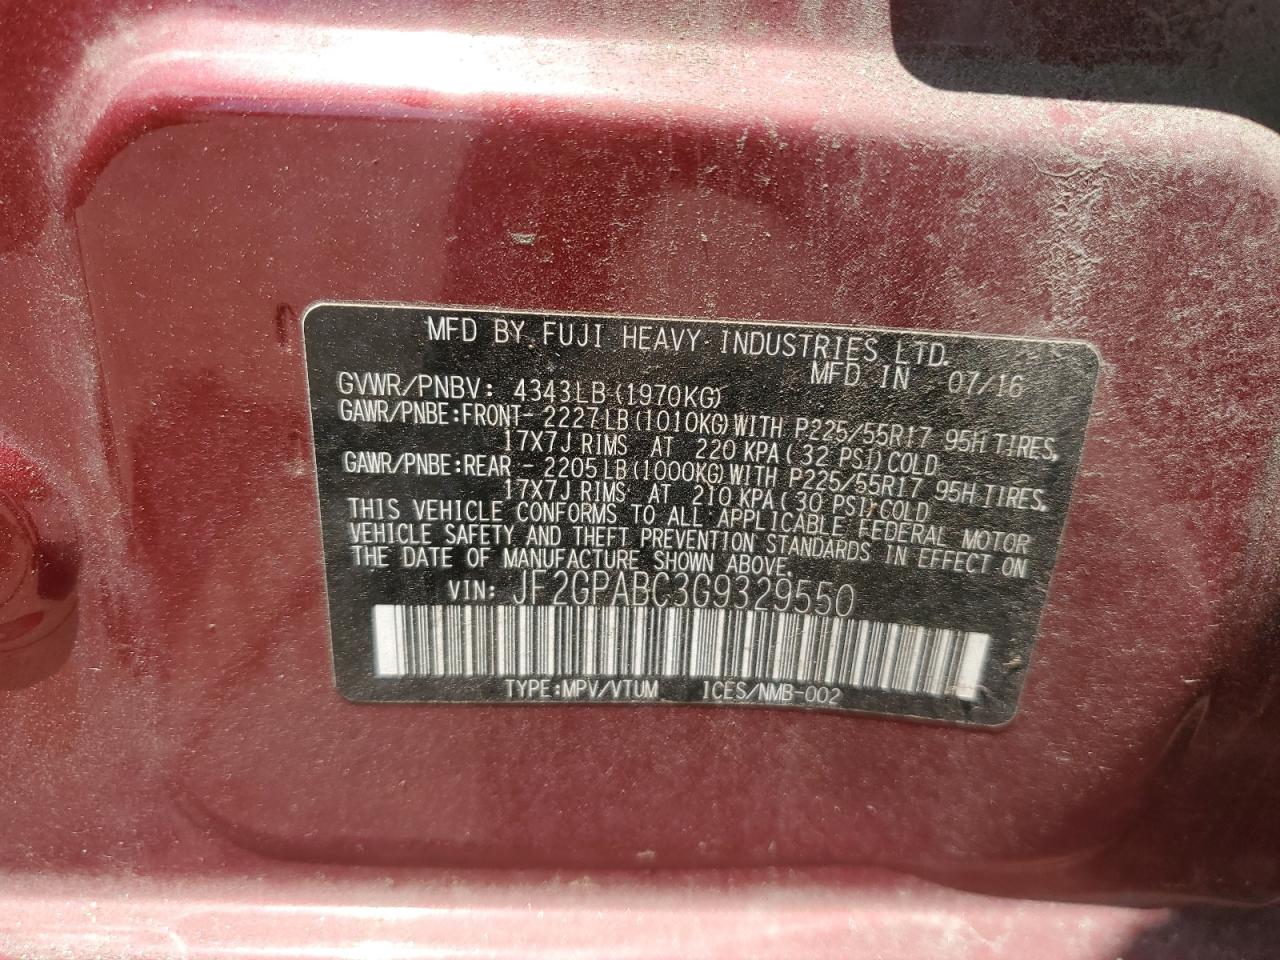 MFD BY FUJI HEAVY INDUSTRIES LTD.
MFD IN 07/16
GVWR/PNBV: 4343LB(1970KG)
GAWR/PNBE:FRONT- 2227LB(1010KG)WITH P225/55R17 95H TIRES,
17X7J RIMS AT 220 KPA(32 PSI)COLD
GAWR/PNBE:REAR - 2205LB(1000KG)WITH P225/55R17 95H TIRES,
17X7J RIMS AT 210 KPA(30 PSI)COLD
THIS VEHICLE CONFORMS TO ALL APPLICABLE FEDERAL MOTOR
VEHICLE SAFETY AND THEFT PREVENTION STANDARDS IN EFFECT ON
THE DATE OF MANUFACTURE SHOWN ABOVE.
VIN: JF2GPABC3G9329550
TYPE:MPV/VTUM ICES/NMB-002